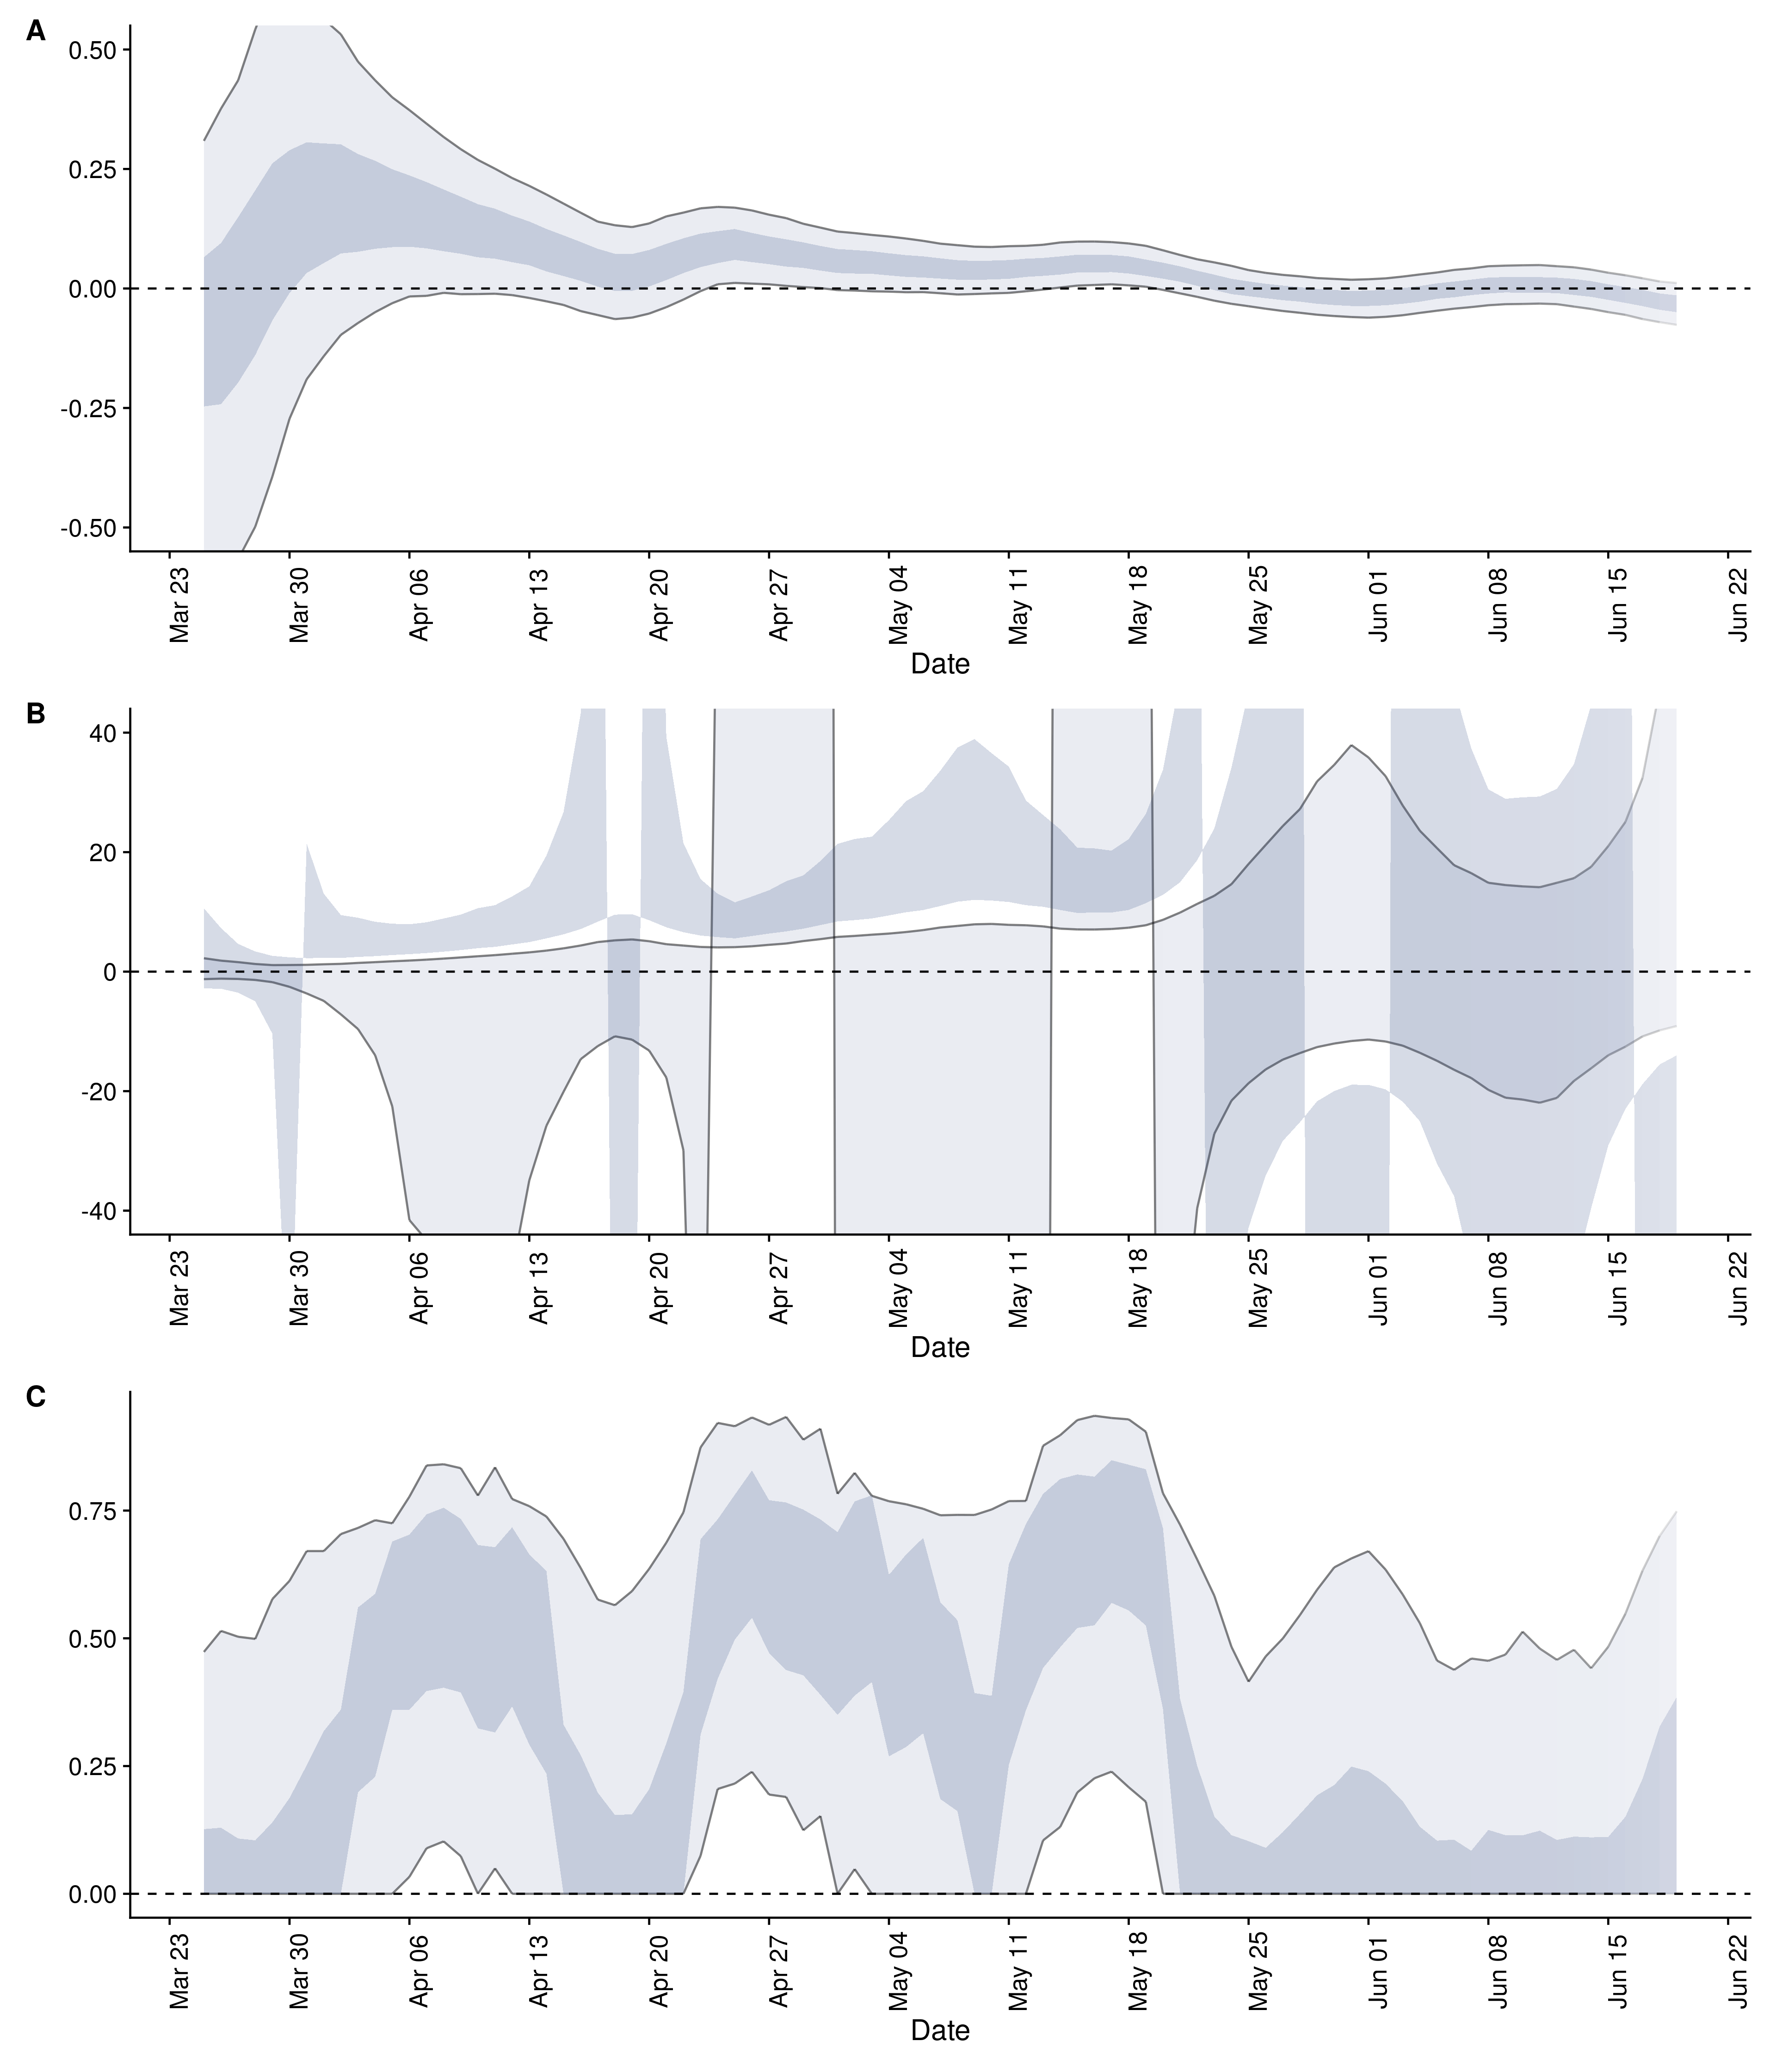 A
0.50
0.25
0.00
-0.25
-0.50
Mar 23
Mar 30
Apr 06
Apr 13
Apr 20
Apr 27
May 04
May 11
May 18
May 25
Jun 01
Jun 08
Jun 15
Jun 22
Date
B
40
20
0
-20
-40
Mar 23
Mar 30
Apr 06
Apr 13
Apr 20
Apr 27
May 04
May 11
May 18
May 25
Jun 01
Jun 08
Jun 15
Jun 22
Date
C
0.75
0.50
0.25
0.00
Mar 23
Mar 30
Apr 06
Apr 13
Apr 20
Apr 27
May 04
May 11
May 18
May 25
Jun 01
Jun 08
Jun 15
Jun 22
Date